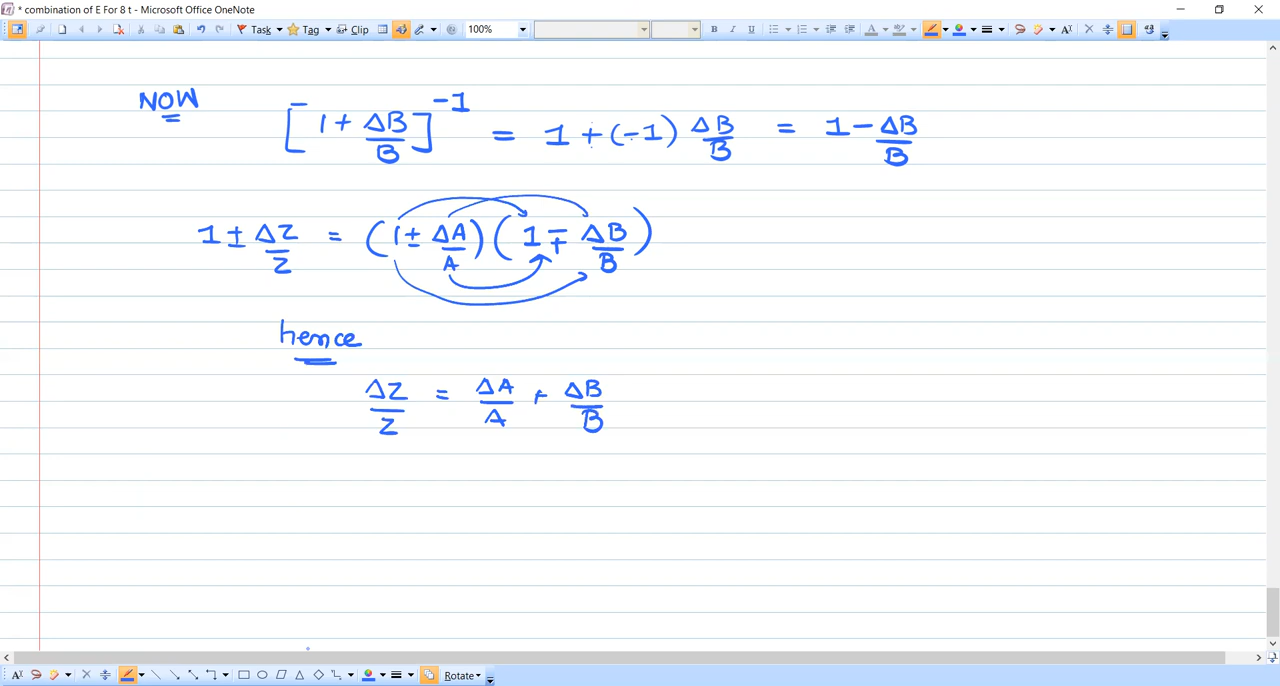 * combination of E For 8 t - Microsoft Office OneNote
Task Tag Clip 100% B I U
NOW
[1 + ΔB/B]⁻¹ = 1 + (-1) ΔB/B = 1 - ΔB/B
1 ± ΔZ/Z = (1 ± ΔA/A)(1 ∓ ΔB/B)
hence
ΔZ/Z = ΔA/A + ΔB/B
Rotate